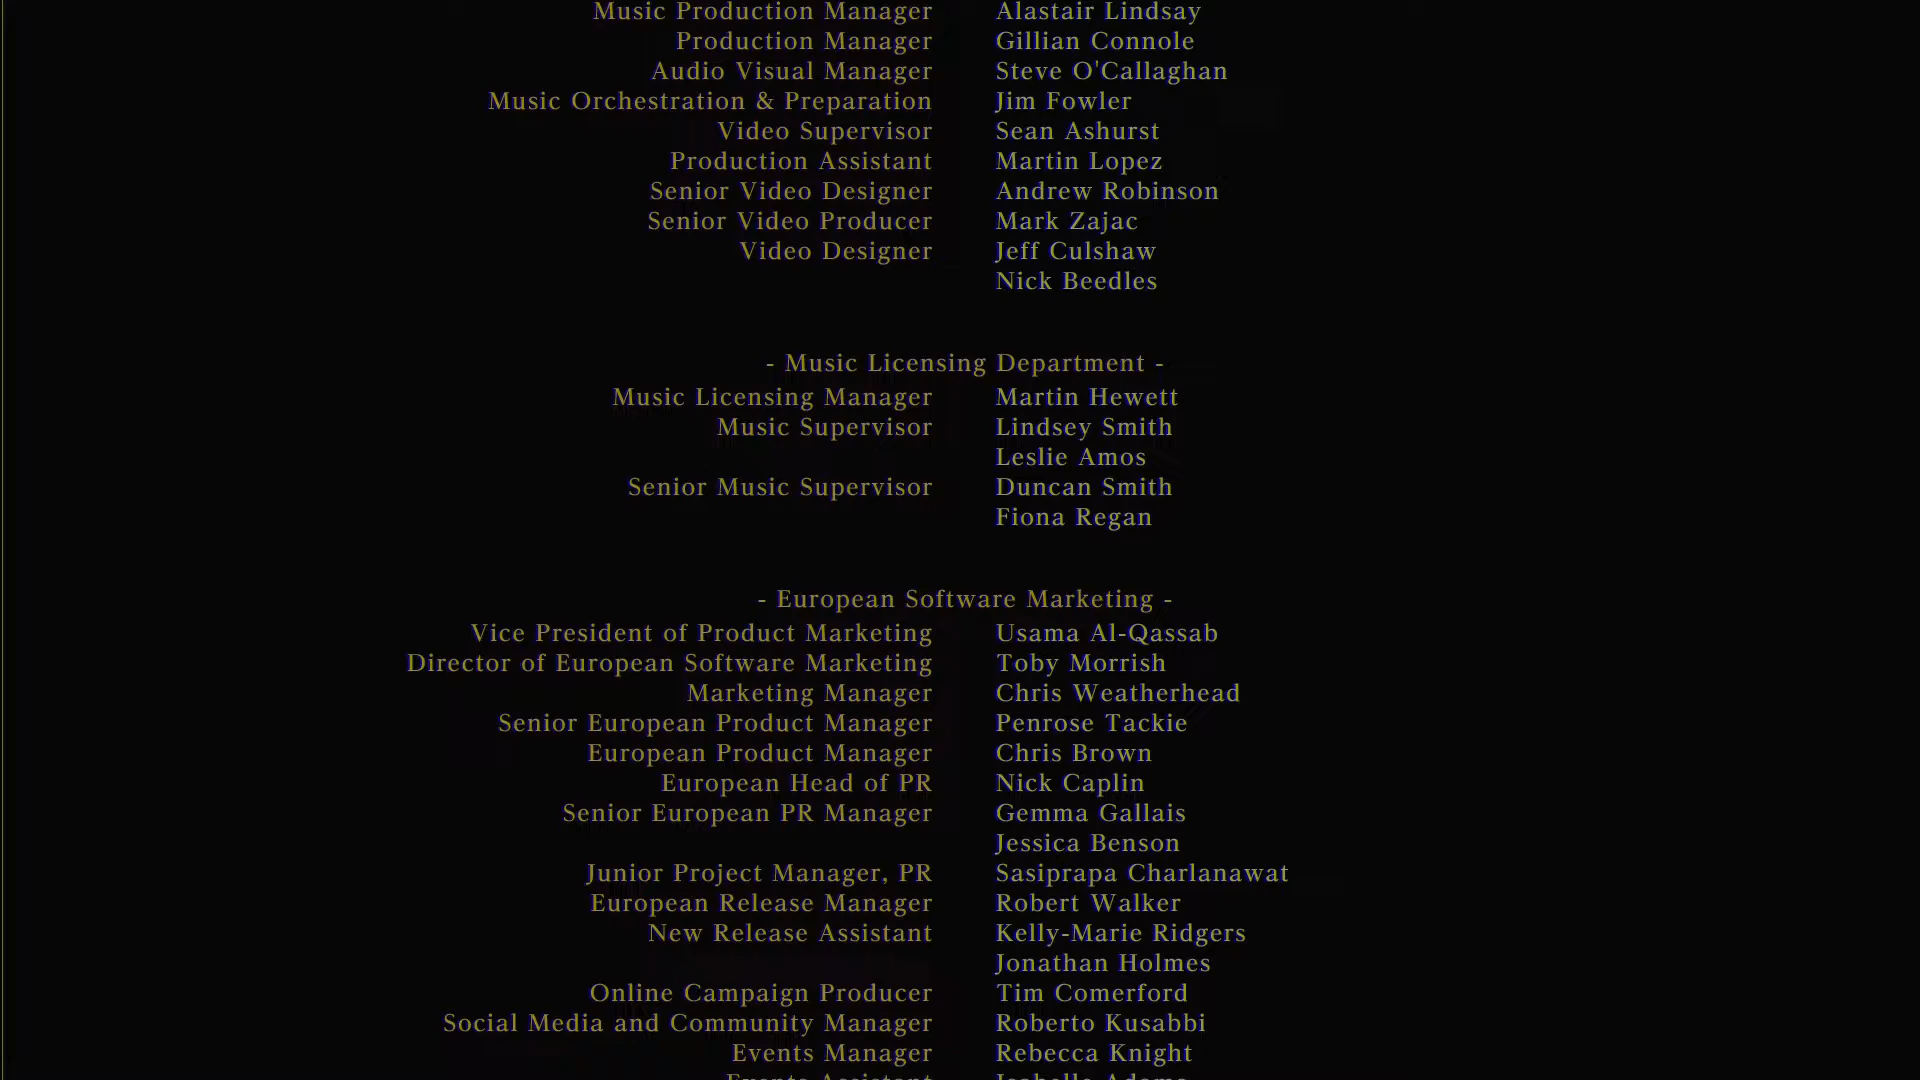 Music Production Manager Alastair Lindsay
Production Manager Gillian Connole
Audio Visual Manager Steve O'Callaghan
Music Orchestration & Preparation Jim Fowler
Video Supervisor Sean Ashurst
Production Assistant Martin Lopez
Senior Video Designer Andrew Robinson
Senior Video Producer Mark Zajac
Video Designer Jeff Culshaw
Nick Beedles
- Music Licensing Department -
Music Licensing Manager Martin Hewett
Music Supervisor Lindsey Smith
Leslie Amos
Senior Music Supervisor Duncan Smith
Fiona Regan
- European Software Marketing -
Vice President of Product Marketing Usama Al-Qassab
Director of European Software Marketing Toby Morrish
Marketing Manager Chris Weatherhead
Senior European Product Manager Penrose Tackie
European Product Manager Chris Brown
European Head of PR Nick Caplin
Senior European PR Manager Gemma Gallais
Jessica Benson
Junior Project Manager, PR Sasiprapa Charlanawat
European Release Manager Robert Walker
New Release Assistant Kelly-Marie Ridgers
Jonathan Holmes
Online Campaign Producer Tim Comerford
Social Media and Community Manager Roberto Kusabbi
Events Manager Rebecca Knight
Events Assistant